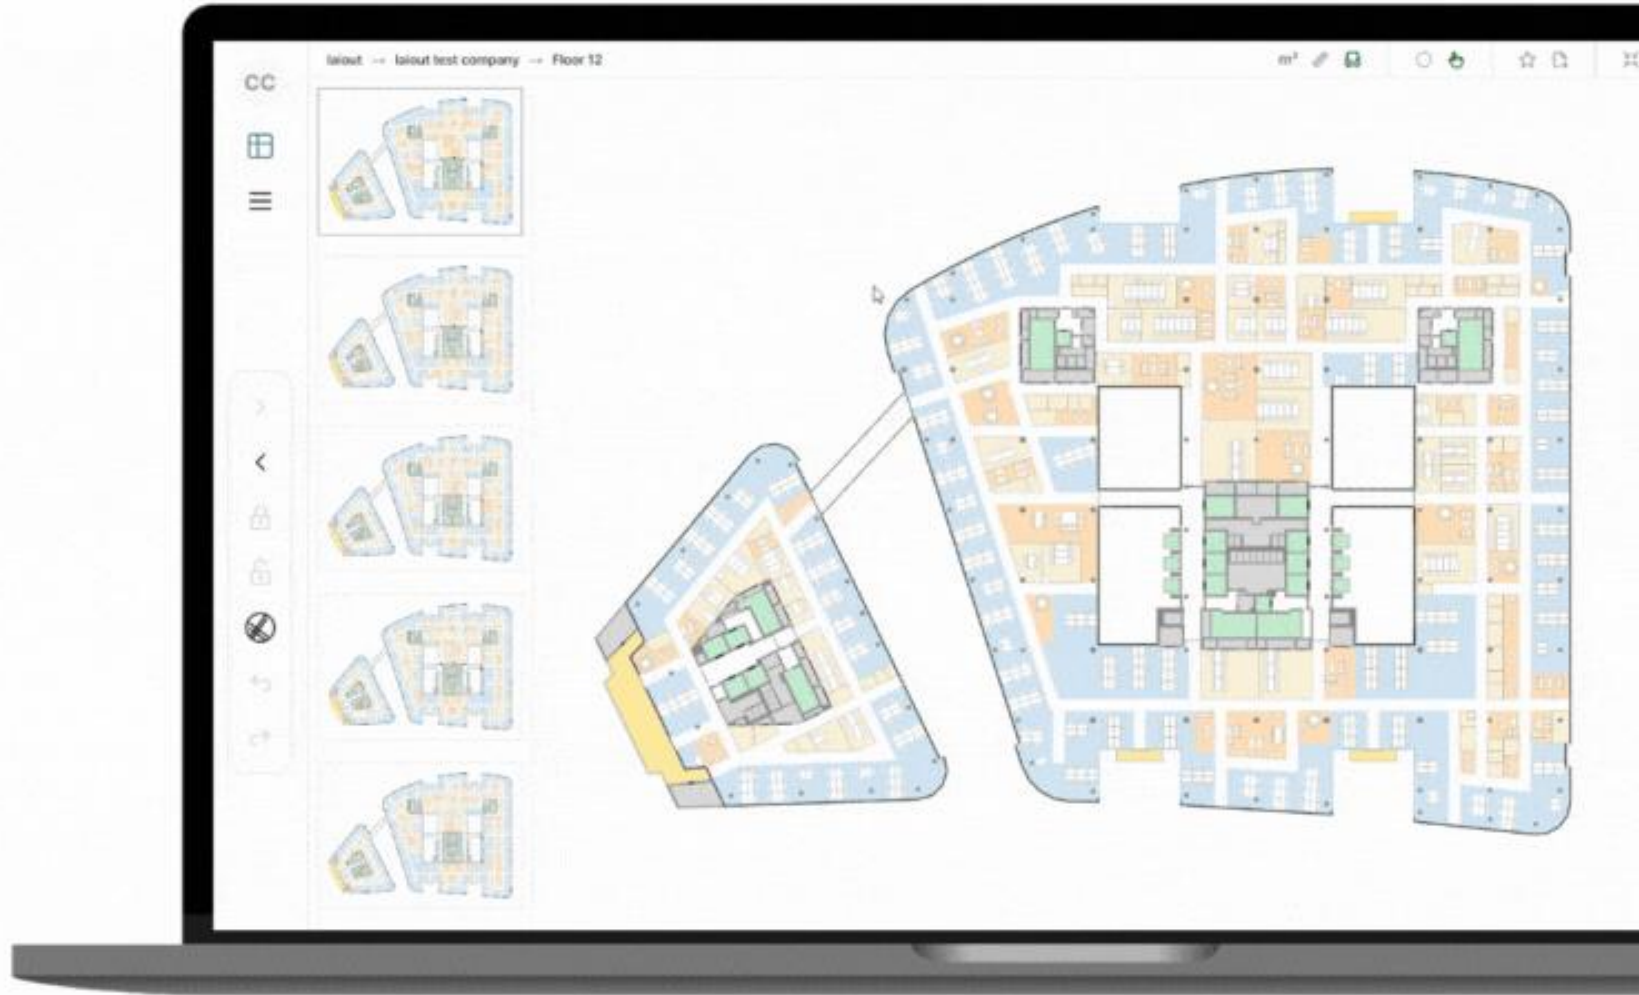 laiout → laiout test company → Floor 12
m²
CC